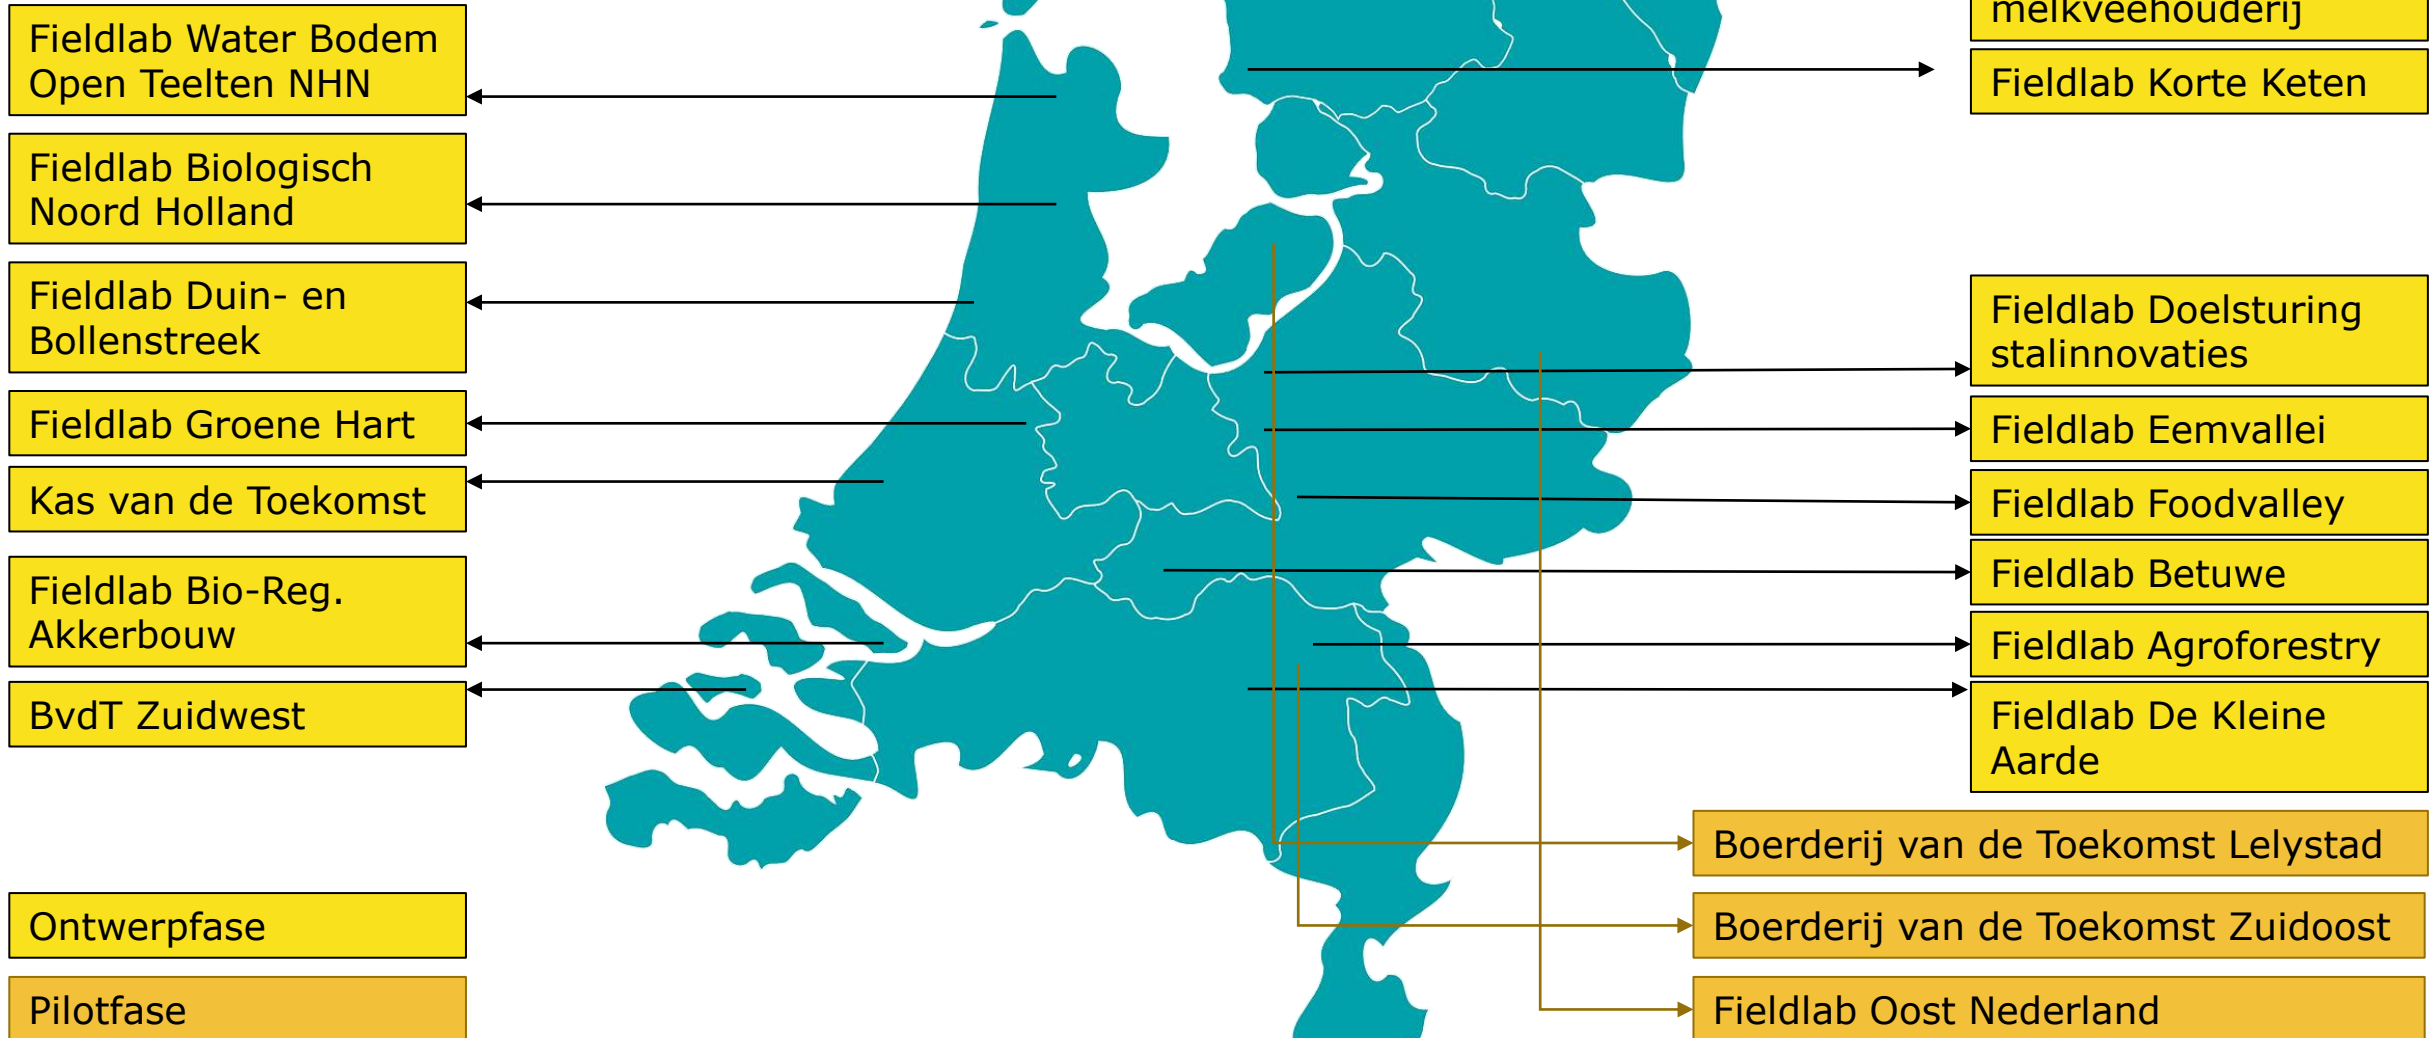 Fieldlab Water Bodem
Open Teelten NHN
Fieldlab Biologisch
Noord Holland
Fieldlab Duin- en
Bollenstreek
Fieldlab Groene Hart
Kas van de Toekomst
Fieldlab Bio-Reg.
Akkerbouw
BvdT Zuidwest
Ontwerpfase
Pilotfase
melkveehouderij
Fieldlab Korte Keten
Fieldlab Doelsturing
stalinnovaties
Fieldlab Eemvallei
Fieldlab Foodvalley
Fieldlab Betuwe
Fieldlab Agroforestry
Fieldlab De Kleine
Aarde
Boerderij van de Toekomst Lelystad
Boerderij van de Toekomst Zuidoost
Fieldlab Oost Nederland